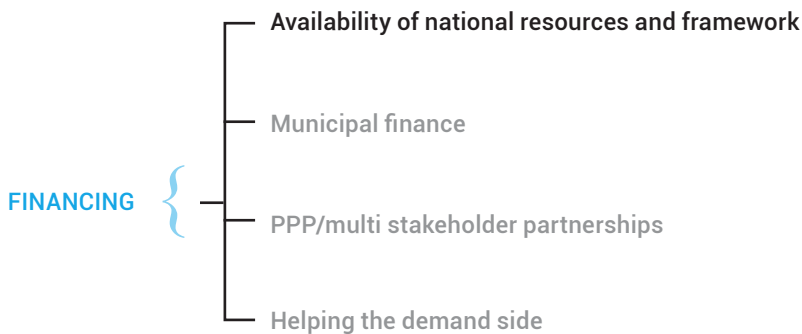 Availability of national resources and framework
Municipal finance
FINANCING
PPP/multi stakeholder partnerships
Helping the demand side